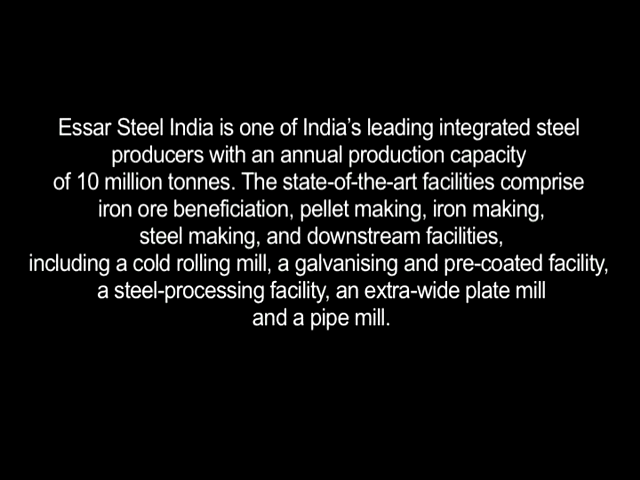 Essar Steel India is one of India's leading integrated steel
producers with an annual production capacity
of 10 million tonnes. The state-of-the-art facilities comprise
iron ore beneficiation, pellet making, iron making,
steel making, and downstream facilities,
including a cold rolling mill, a galvanising and pre-coated facility,
a steel-processing facility, an extra-wide plate mill
and a pipe mill.